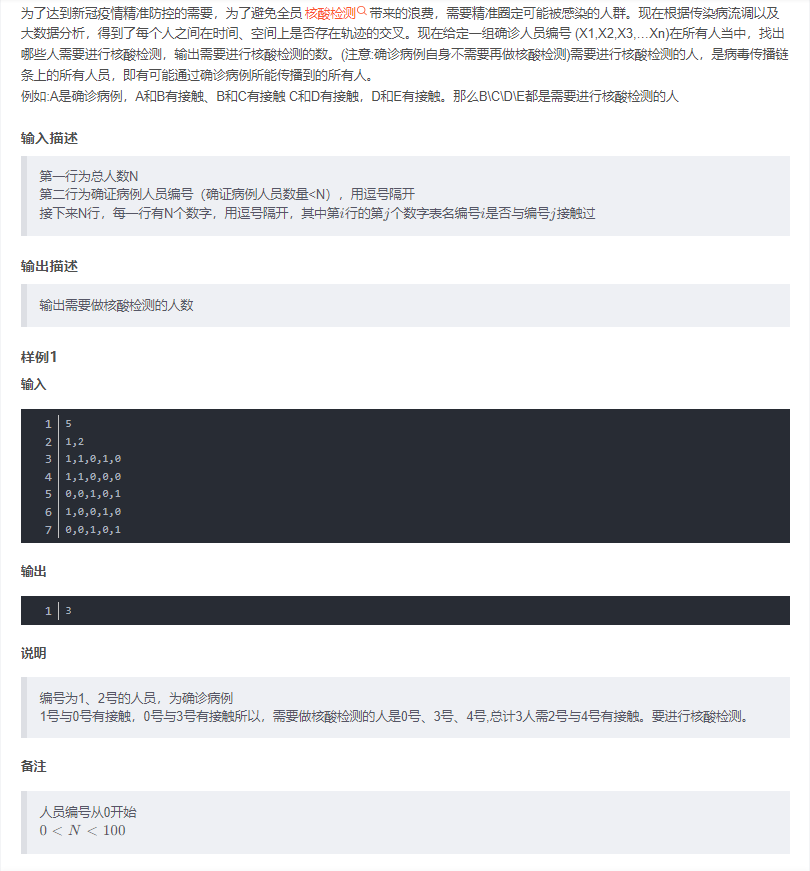 为了达到新冠疫情精准防控的需要，为了避免全员核酸检测带来的浪费，需要精准圈定可能被感染的人群。现在根据传染病流调以及
大数据分析，得到了每个人之间在时间、空间上是否存在轨迹的交叉。现在给定一组确诊人员编号 (X1,X2,X3,…Xn)在所有人当中，找出
哪些人需要进行核酸检测，输出需要进行核酸检测的人数。(注意:确诊病例自身不需要再做核酸检测)需要进行核酸检测的人，是病毒传播链
条上的所有人员，即有可能通过确诊病例所能传播到的所有人。
例如:A是确诊病例，A和B有接触、B和C有接触 C和D有接触，D和E有接触。那么B\C\D\E都是需要进行核酸检测的人
输入描述
第一行为总人数N
第二行为确证病例人员编号（确证病例人员数量<N），用逗号隔开
接下来N行，每一行有N个数字，用逗号隔开，其中第i行的第j个数字表名编号i是否与编号j接触过
输出描述
输出需要做核酸检测的人数
样例1
输入
1 5
2 1,2
3 1,1,0,1,0
4 1,1,0,0,0
5 0,0,1,0,1
6 1,0,0,1,0
7 0,0,1,0,1
输出
1 3
说明
编号为1、2号的人员，为确诊病例
1号与0号有接触，0号与3号有接触所以，需要做核酸检测的人是0号、3号、4号,总计3人需2号与4号有接触。要进行核酸检测。
备注
人员编号从0开始
0 < N < 100